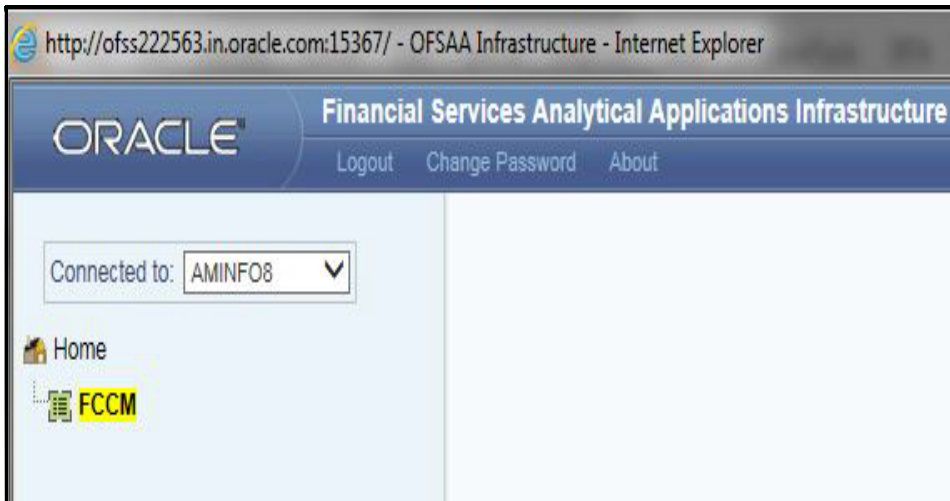 http://ofss222563.in.oracle.com:15367/ - OFSAA Infrastructure - Internet Explorer
ORACLE
Financial Services Analytical Applications Infrastructure
Logout Change Password About
Connected to: AMINFO8
Home
FCCM